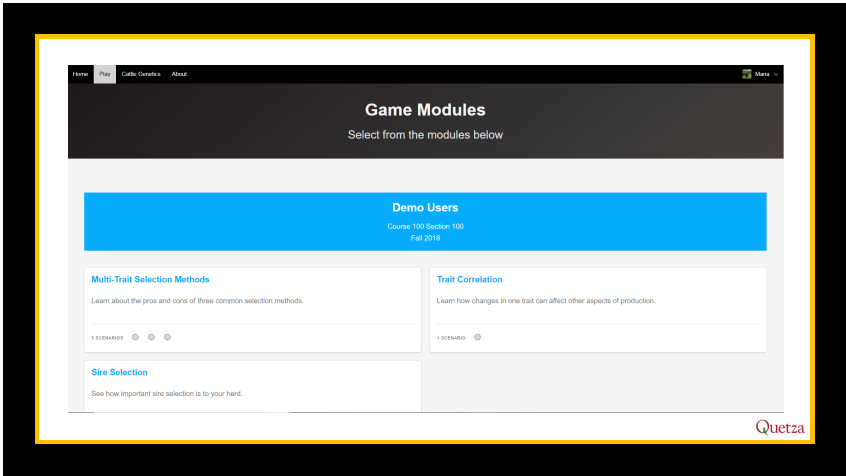 Home Play Cattle Genetics About Maria
Game Modules
Select from the modules below
Demo Users
Course 100 Section 100
Fall 2018
Multi-Trait Selection Methods
Learn about the pros and cons of three common selection methods.
3 SCENARIOS
Trait Correlation
Learn how changes in one trait can affect other aspects of production.
1 SCENARIO
Sire Selection
See how important sire selection is to your herd.
Quetza